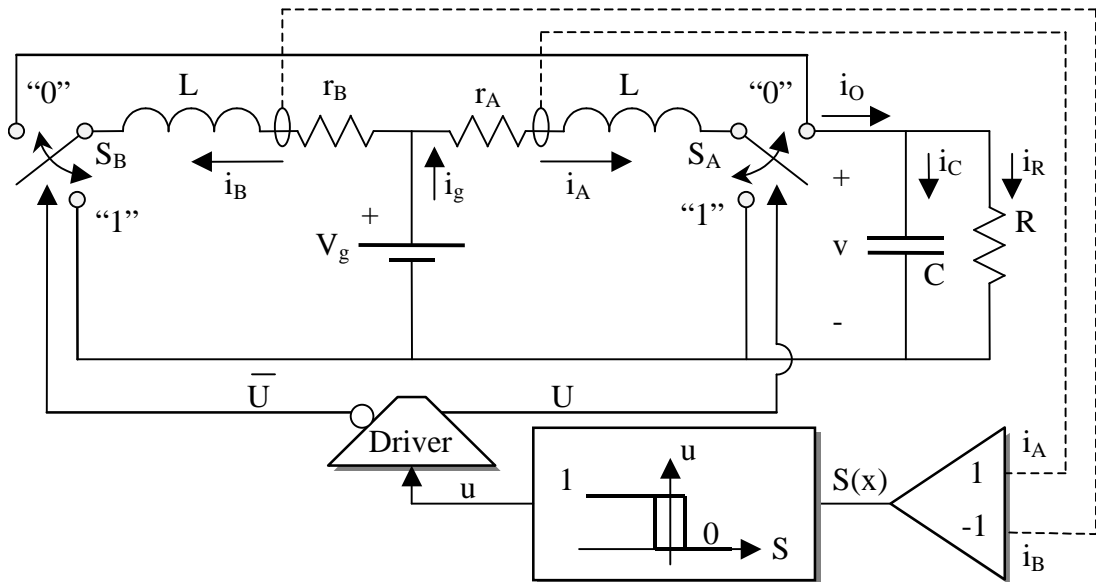 “0”
L
r_B
r_A
L
“0”
i_O
S_B
S_A
i_B
i_g
i_A
i_C
i_R
“1”
+
V_g
“1”
+
v
-
C
R
U̅
U
Driver
u
1
u
0
S
S(x)
1
-1
i_A
i_B